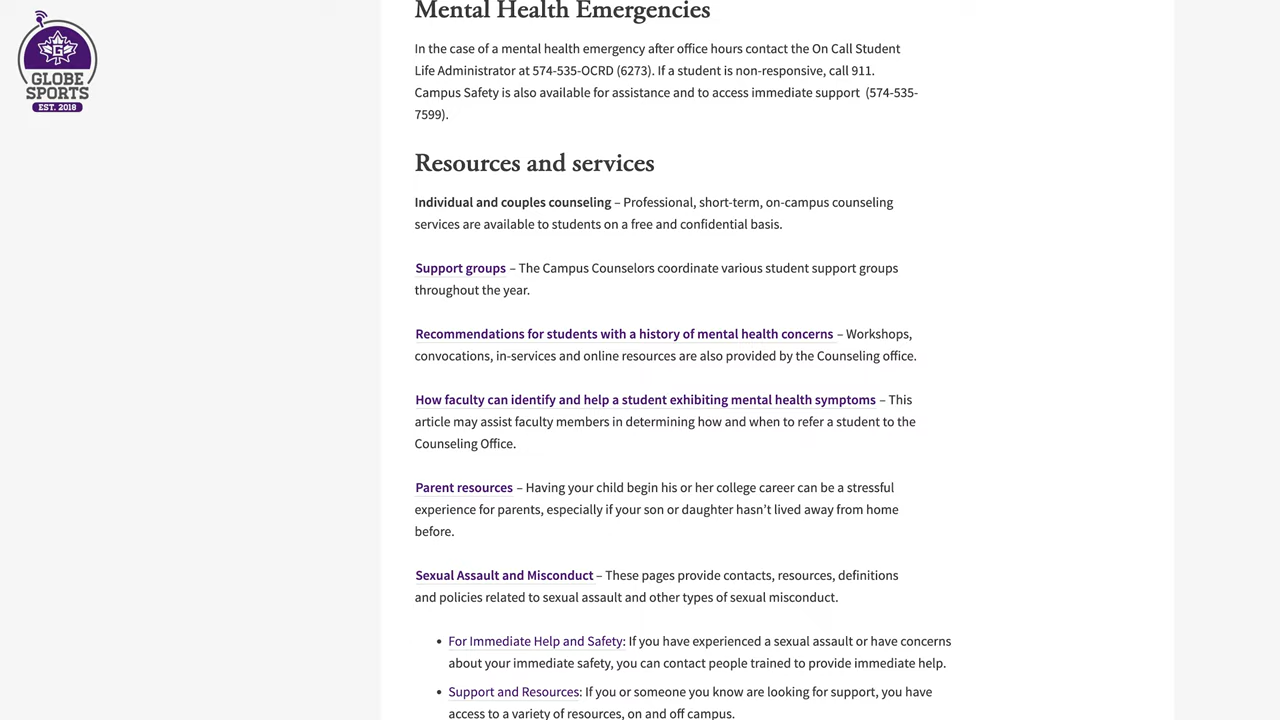 G
GLOBE
SPORTS
EST. 2018
Mental Health Emergencies
In the case of a mental health emergency after office hours contact the On Call Student
Life Administrator at 574-535-OCRD (6273). If a student is non-responsive, call 911.
Campus Safety is also available for assistance and to access immediate support (574-535-
7599).
Resources and services
Individual and couples counseling – Professional, short-term, on-campus counseling
services are available to students on a free and confidential basis.
Support groups – The Campus Counselors coordinate various student support groups
throughout the year.
Recommendations for students with a history of mental health concerns – Workshops,
convocations, in-services and online resources are also provided by the Counseling office.
How faculty can identify and help a student exhibiting mental health symptoms – This
article may assist faculty members in determining how and when to refer a student to the
Counseling Office.
Parent resources – Having your child begin his or her college career can be a stressful
experience for parents, especially if your son or daughter hasn’t lived away from home
before.
Sexual Assault and Misconduct – These pages provide contacts, resources, definitions
and policies related to sexual assault and other types of sexual misconduct.
• For Immediate Help and Safety: If you have experienced a sexual assault or have concerns
about your immediate safety, you can contact people trained to provide immediate help.
• Support and Resources: If you or someone you know are looking for support, you have
access to a variety of resources, on and off campus.